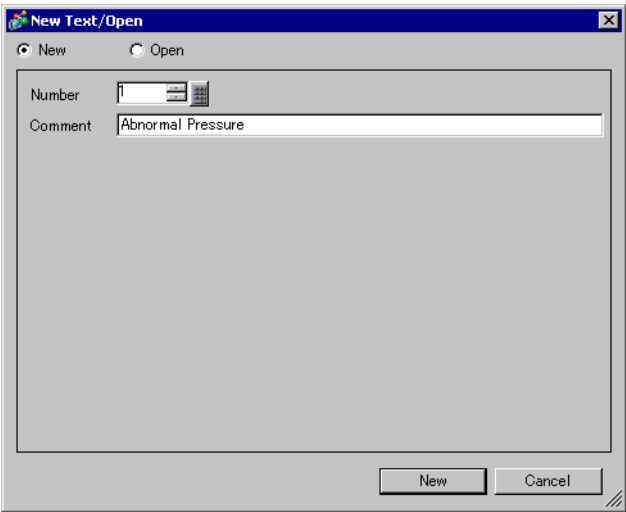 New Text/Open
New Open
Number 1
Comment Abnormal Pressure
New Cancel